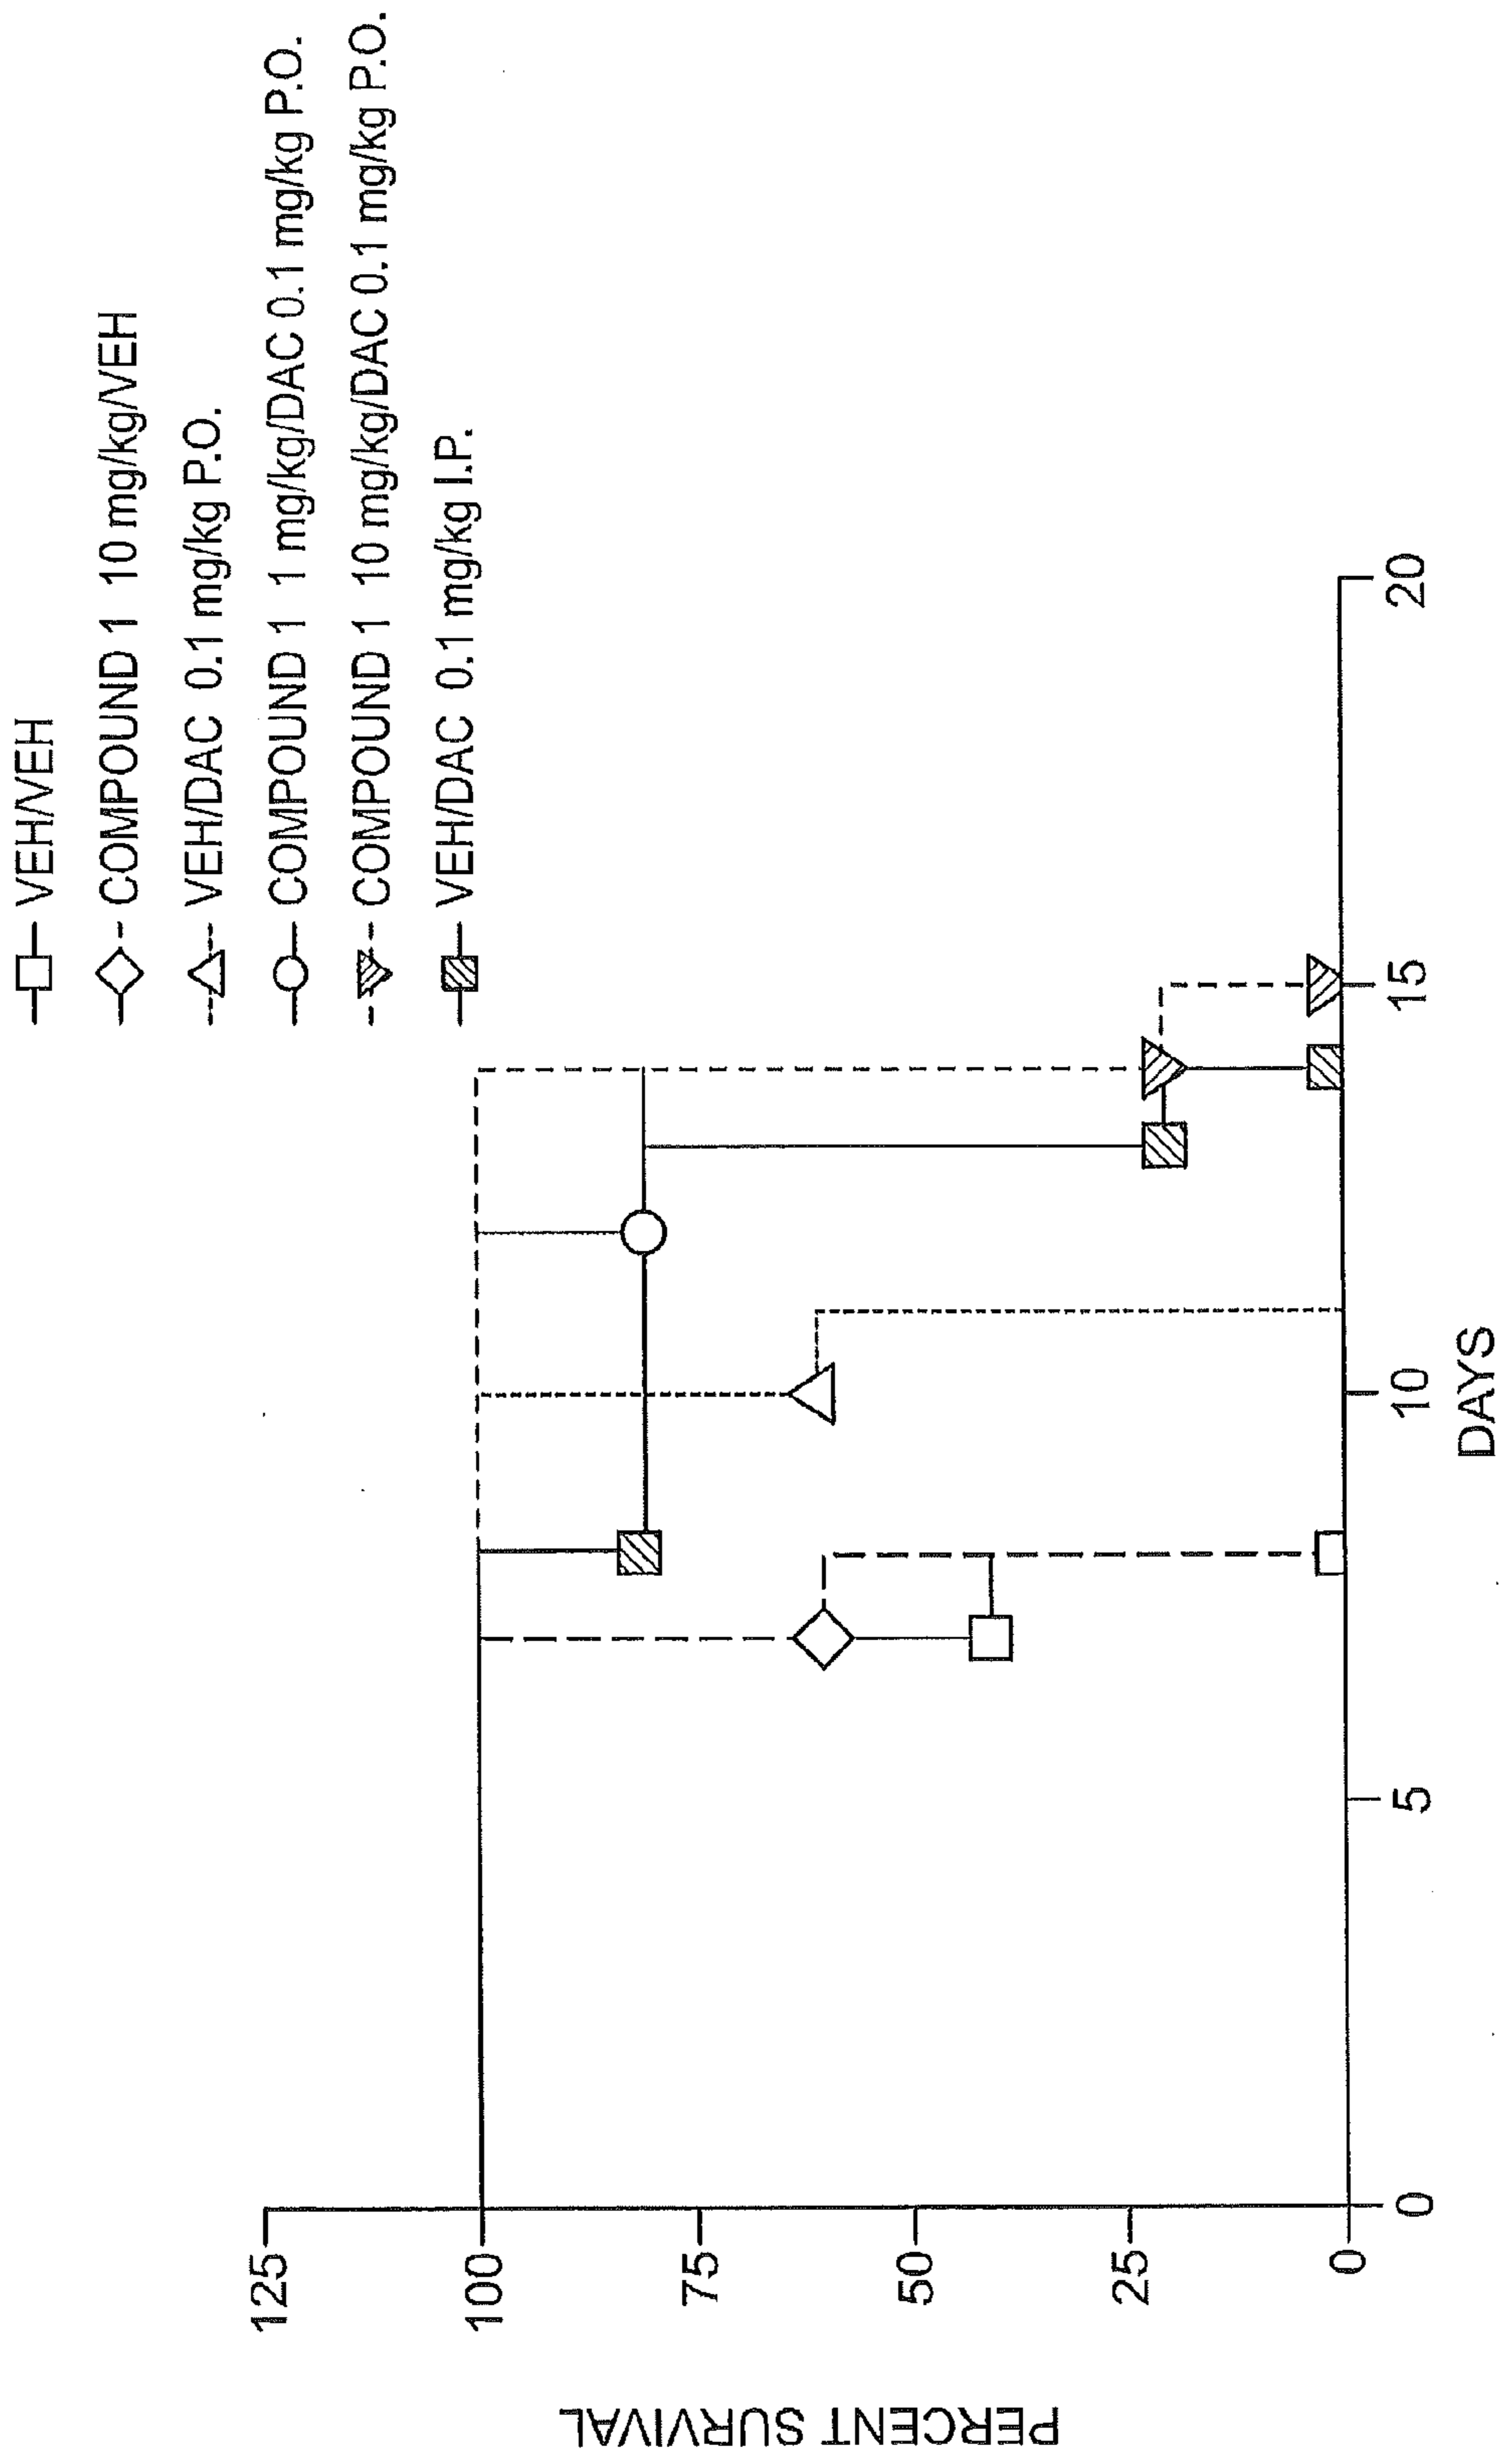 VEH/VEH
COMPOUND 1 10 mg/kg/VEH
VEH/DAC 0.1 mg/kg P.O.
COMPOUND 1 1 mg/kg/DAC 0.1 mg/kg P.O.
COMPOUND 1 10 mg/kg/DAC 0.1 mg/kg P.O.
VEH/DAC 0.1 mg/kg I.P.
PERCENT SURVIVAL
125
100
75
50
25
0
0
5
10
15
20
DAYS